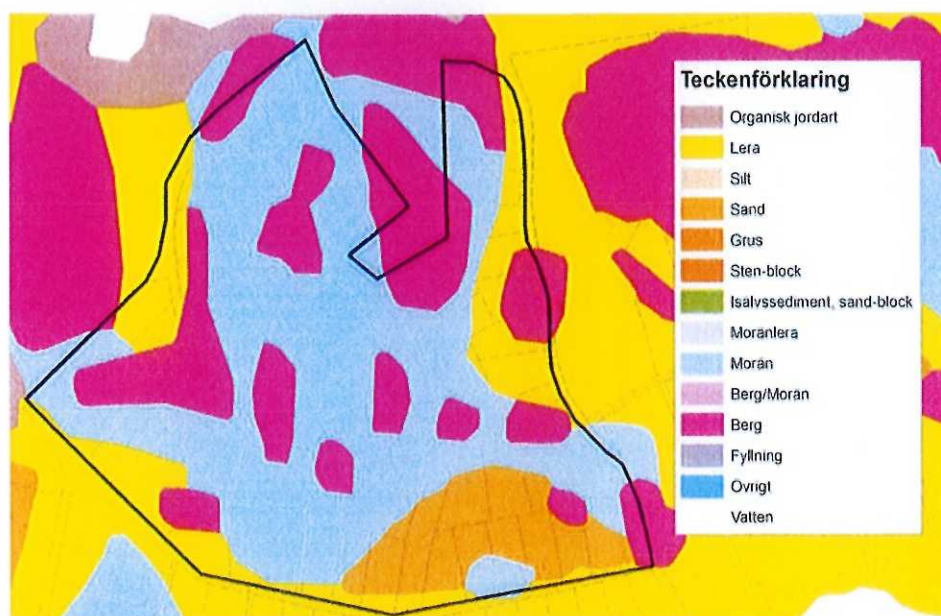 Teckenförklaring
Organisk jordart
Lera
Silt
Sand
Grus
Sten-block
Isälvssediment, sand-block
Moränlera
Morän
Berg/Morän
Berg
Fyllning
Övrigt
Vatten